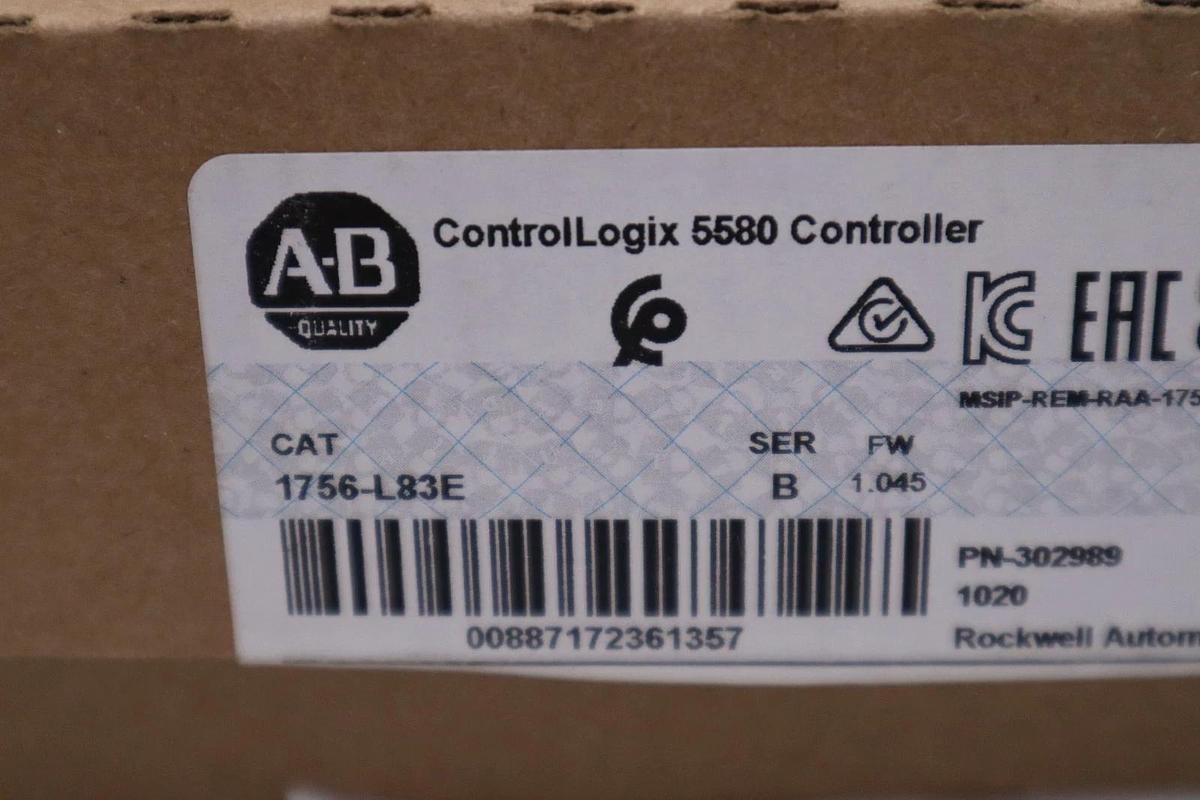 A-B
QUALITY
ControlLogix 5580 Controller
EAC
MSIP-REM-RAA-175
CAT SER FW
1756-L83E B 1.045
PN-302989
1020
00887172361357
Rockwell Autom